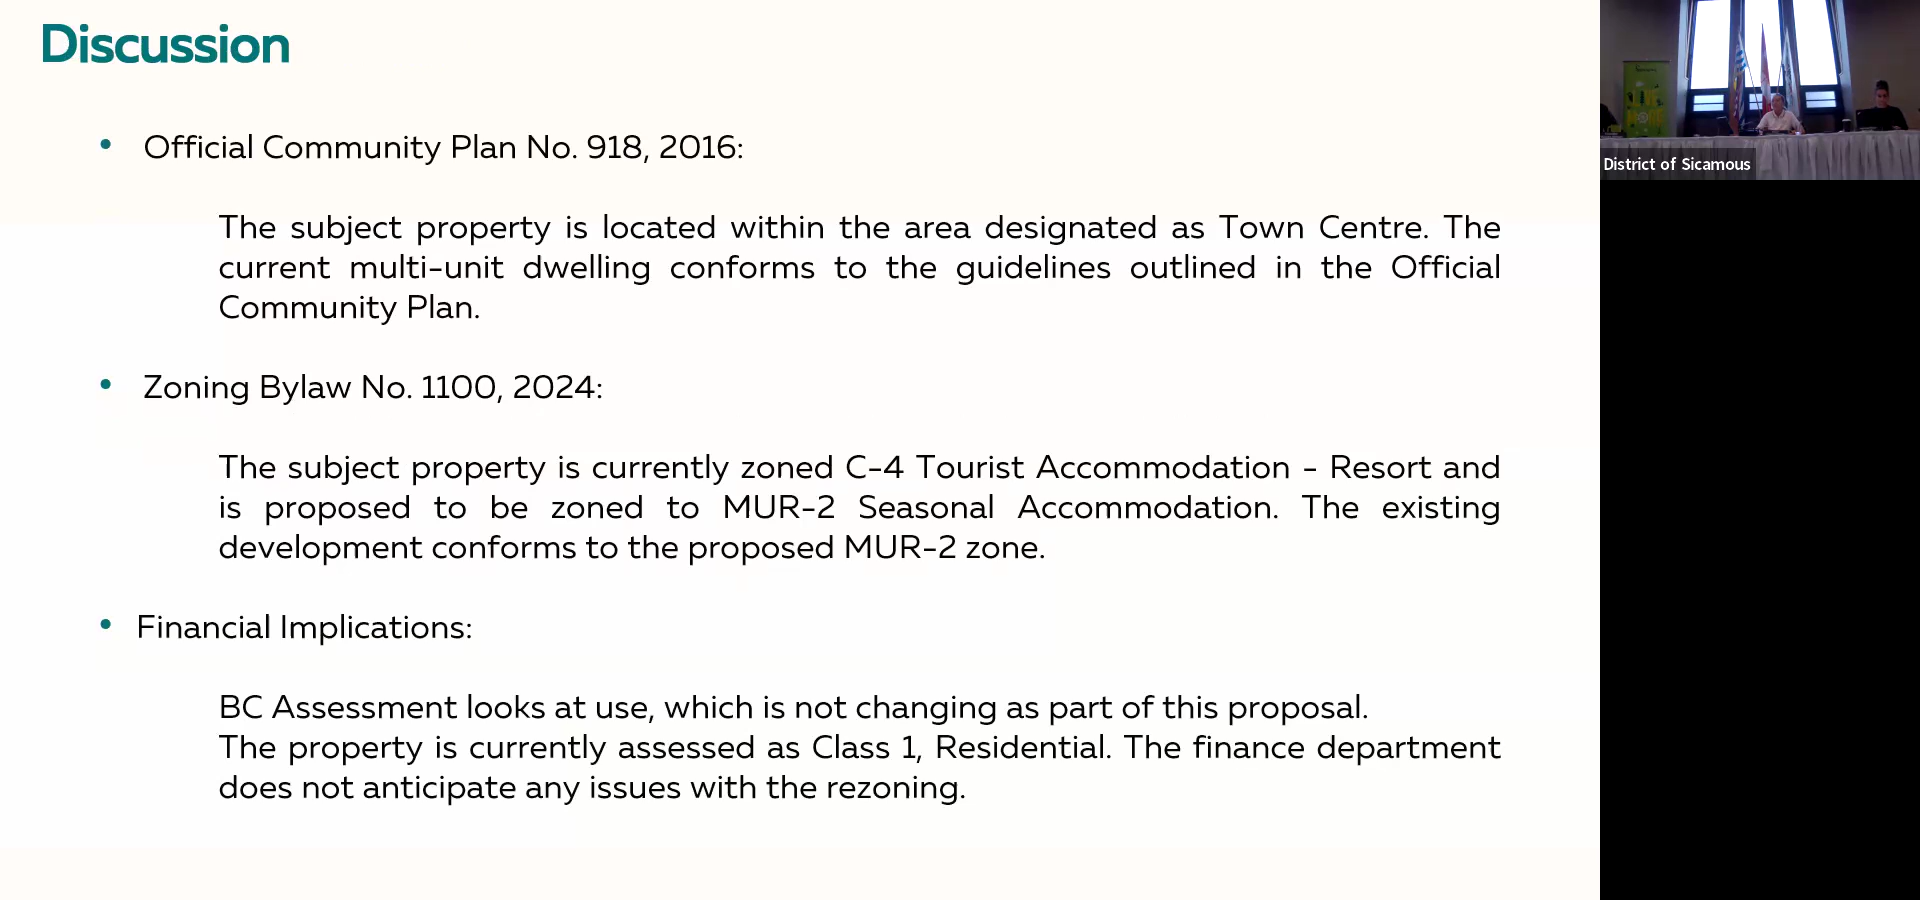 Discussion
• Official Community Plan No. 918, 2016:
The subject property is located within the area designated as Town Centre. The
current multi-unit dwelling conforms to the guidelines outlined in the Official
Community Plan.
• Zoning Bylaw No. 1100, 2024:
The subject property is currently zoned C-4 Tourist Accommodation - Resort and
is proposed to be zoned to MUR-2 Seasonal Accommodation. The existing
development conforms to the proposed MUR-2 zone.
• Financial Implications:
BC Assessment looks at use, which is not changing as part of this proposal.
The property is currently assessed as Class 1, Residential. The finance department
does not anticipate any issues with the rezoning.
District of Sicamous